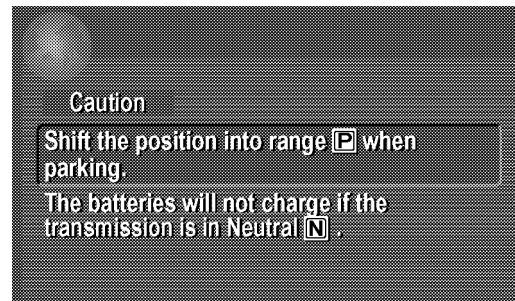 Caution
Shift the position into range P when
parking.
The batteries will not charge if the
transmission is in Neutral N .